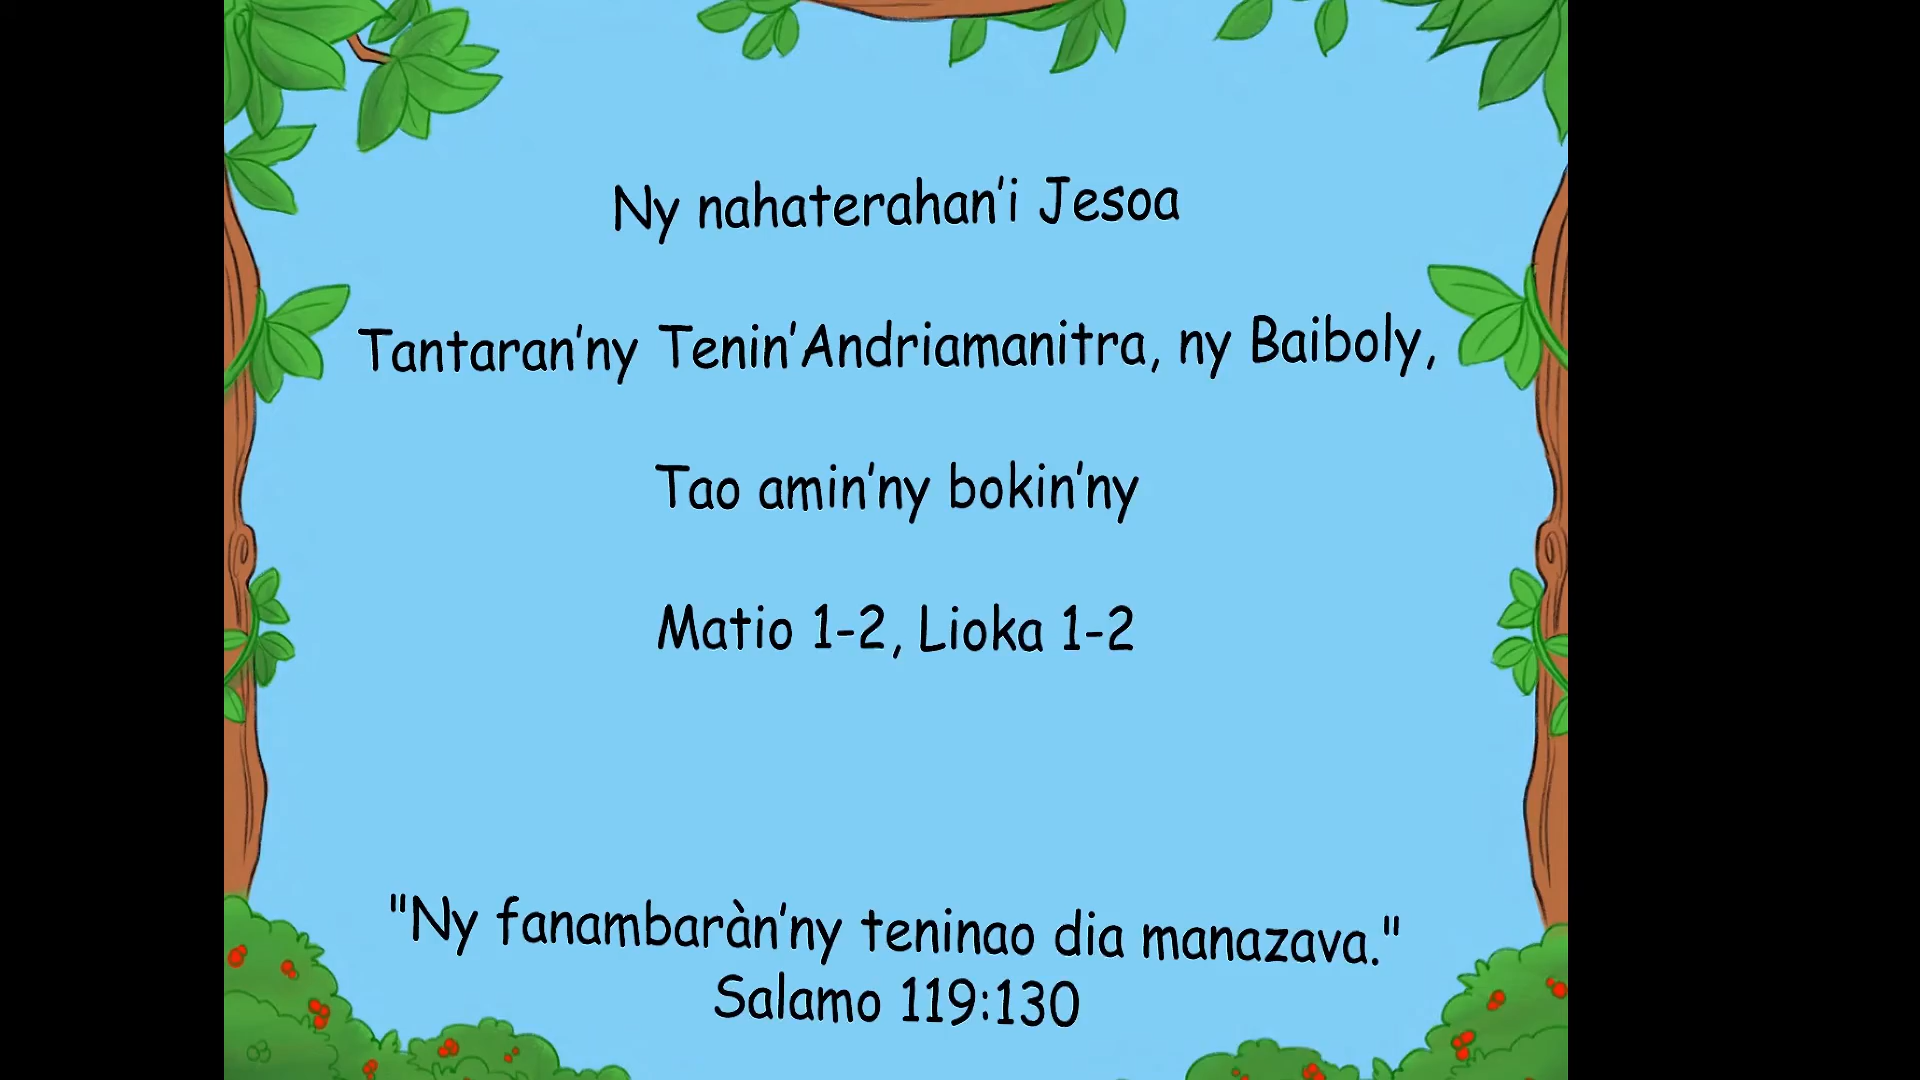 Ny nahaterahan'i Jesoa
Tantaran'ny Tenin'Andriamanitra, ny Baiboly,
Tao amin'ny bokin'ny
Matio 1-2, Lioka 1-2
"Ny fanambaràn'ny teninao dia manazava."
Salamo 119:130